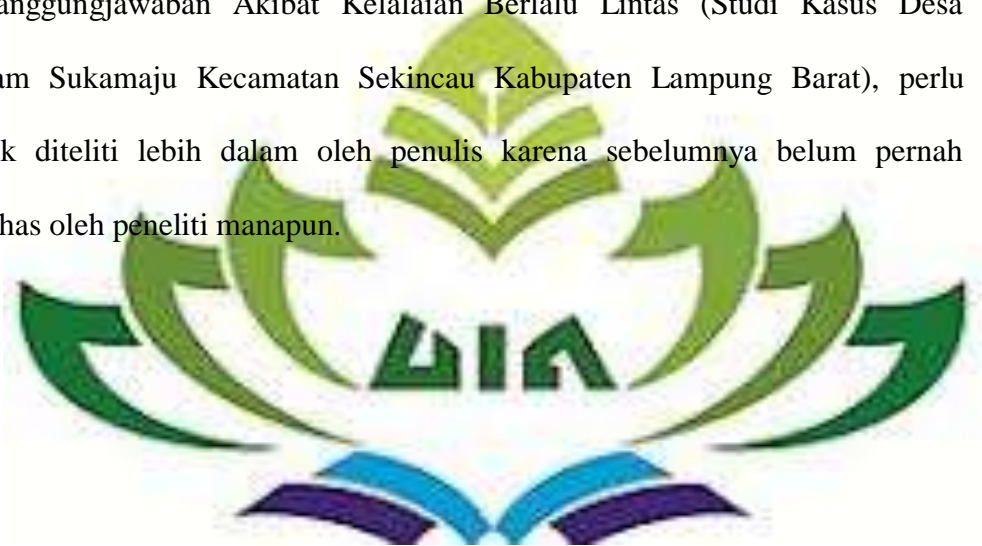 anggungjawaban Akibat Kelalaian Berlalu Lintas (Studi Kasus Desa
am Sukamaju Kecamatan Sekincau Kabupaten Lampung Barat), perlu
k diteliti lebih dalam oleh penulis karena sebelumnya belum pernah
has oleh peneliti manapun.
UIN